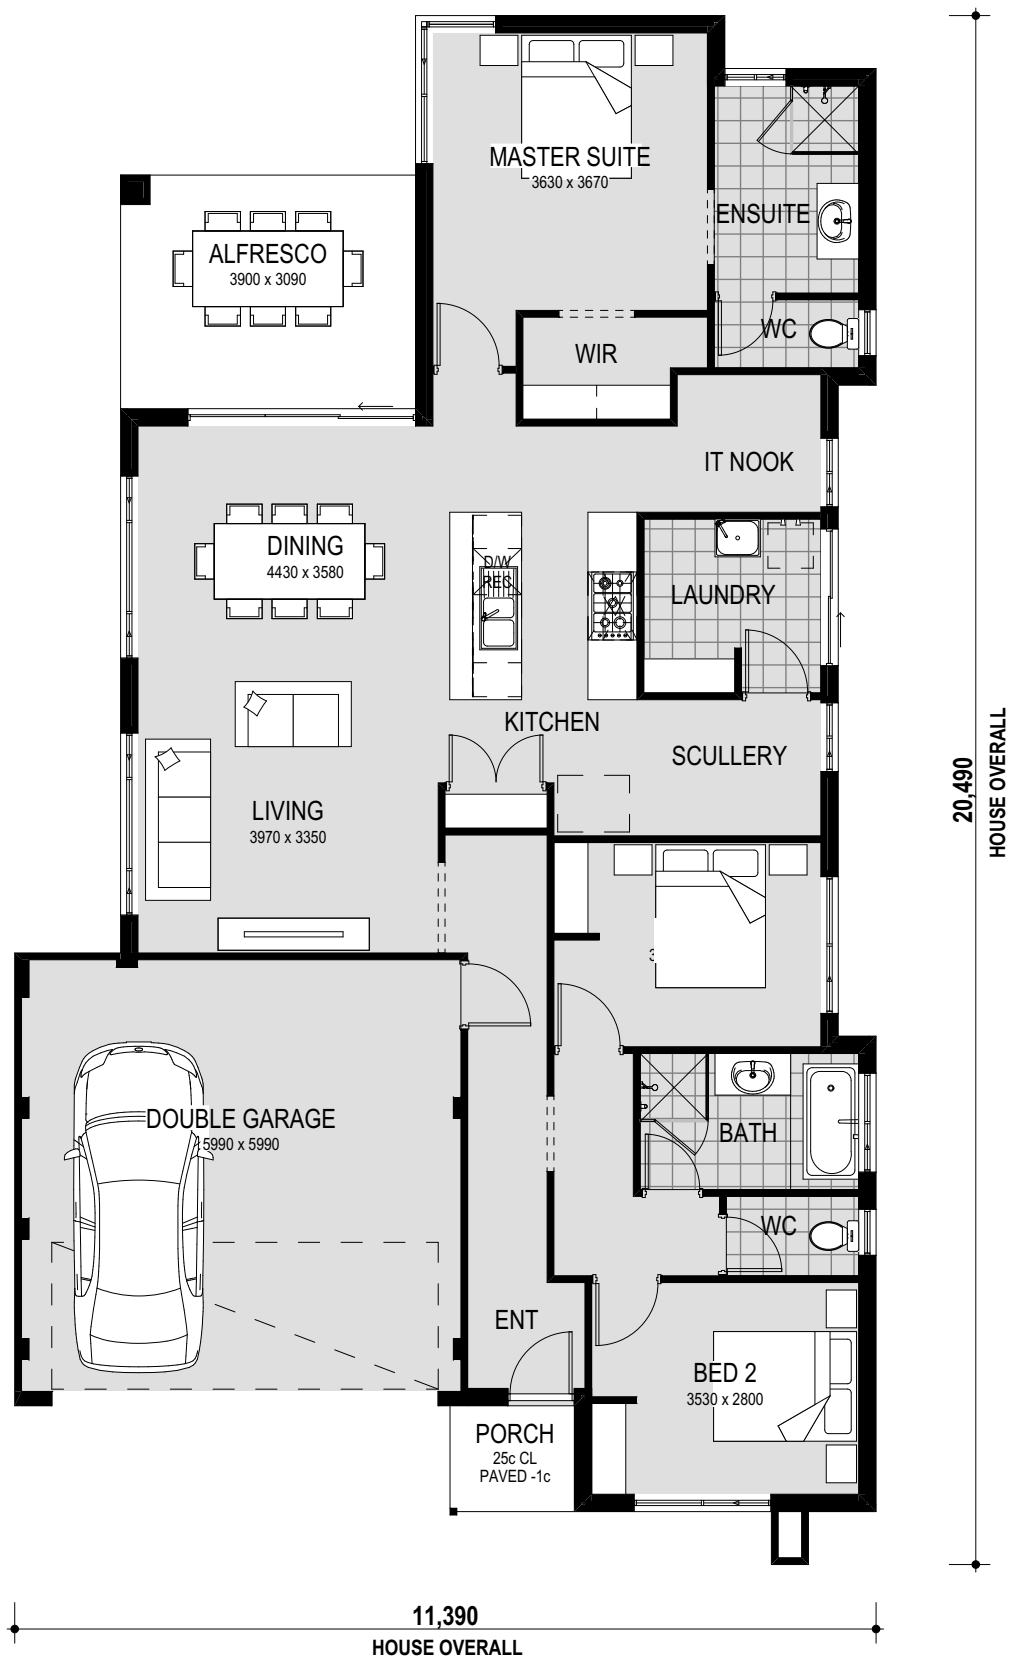 MASTER SUITE
3630 x 3670
ENSUITE
ALFRESCO
3900 x 3090
WC
WIR
IT NOOK
DINING
4430 x 3580
D/W
REC
LAUNDRY
KITCHEN
SCULLERY
LIVING
3970 x 3350
20,490
HOUSE OVERALL
DOUBLE GARAGE
5990 x 5990
BATH
WC
ENT
BED 2
3530 x 2800
PORCH
25c CL
PAVED -1c
11,390
HOUSE OVERALL